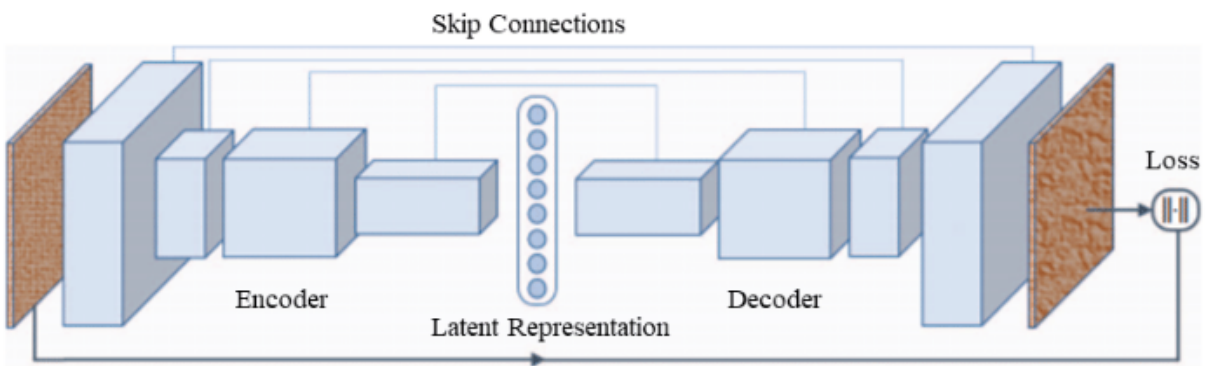 Skip Connections
Loss
Encoder
Decoder
Latent Representation